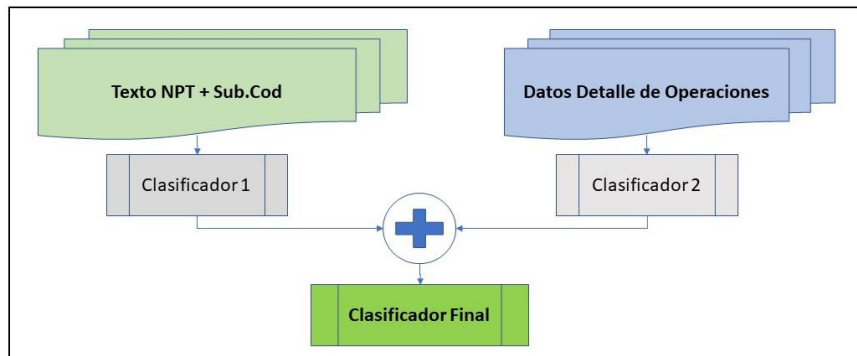 Texto NPT + Sub.Cod
Datos Detalle de Operaciones
Clasificador 1
Clasificador 2
Clasificador Final